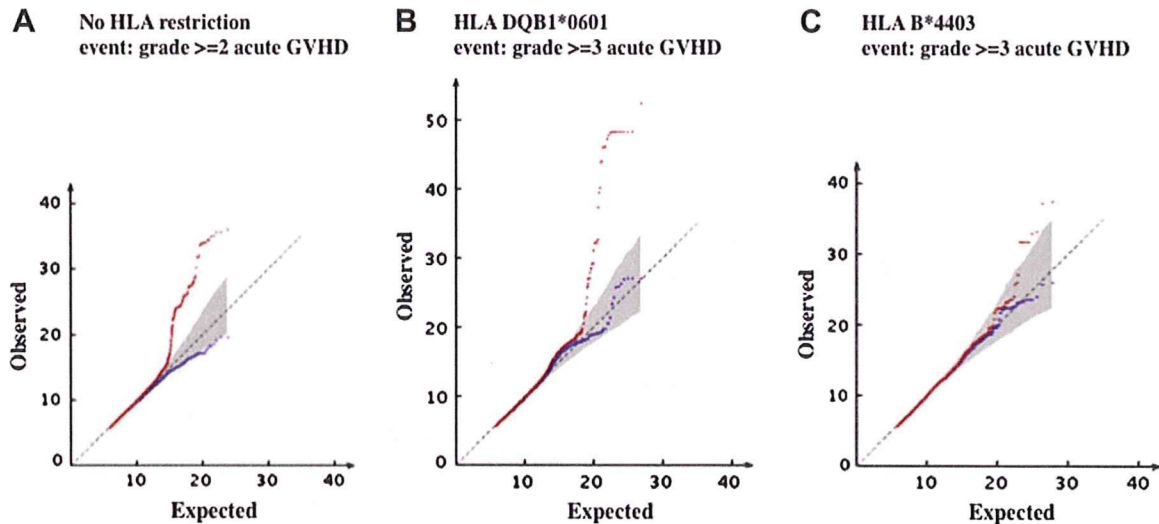 A
No HLA restriction
event: grade >=2 acute GVHD
Observed
40
30
20
10
0
10
20
30
40
Expected
B
HLA DQB1*0601
event: grade >=3 acute GVHD
Observed
50
40
30
20
10
0
10
20
30
40
Expected
C
HLA B*4403
event: grade >=3 acute GVHD
Observed
40
30
20
10
0
10
20
30
40
Expected